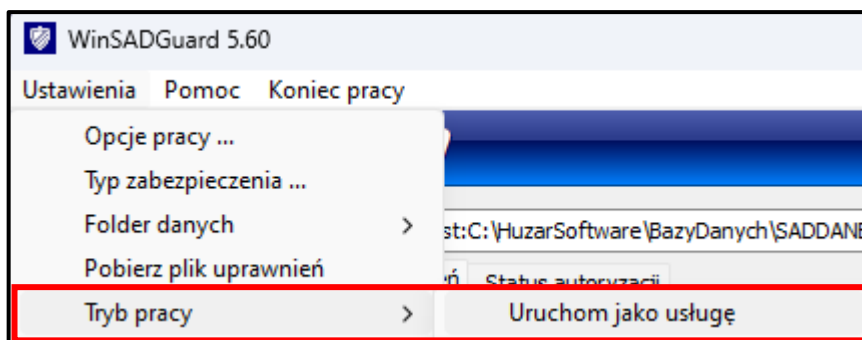 WinSADGuard 5.60
Ustawienia Pomoc Koniec pracy
Opcje pracy ...
Typ zabezpieczenia ...
Folder danych
st:C:\HuzarSoftware\BazyDanych\SADDANE
Pobierz plik uprawnień
Status autoryzacji
Tryb pracy
Uruchom jako usługę